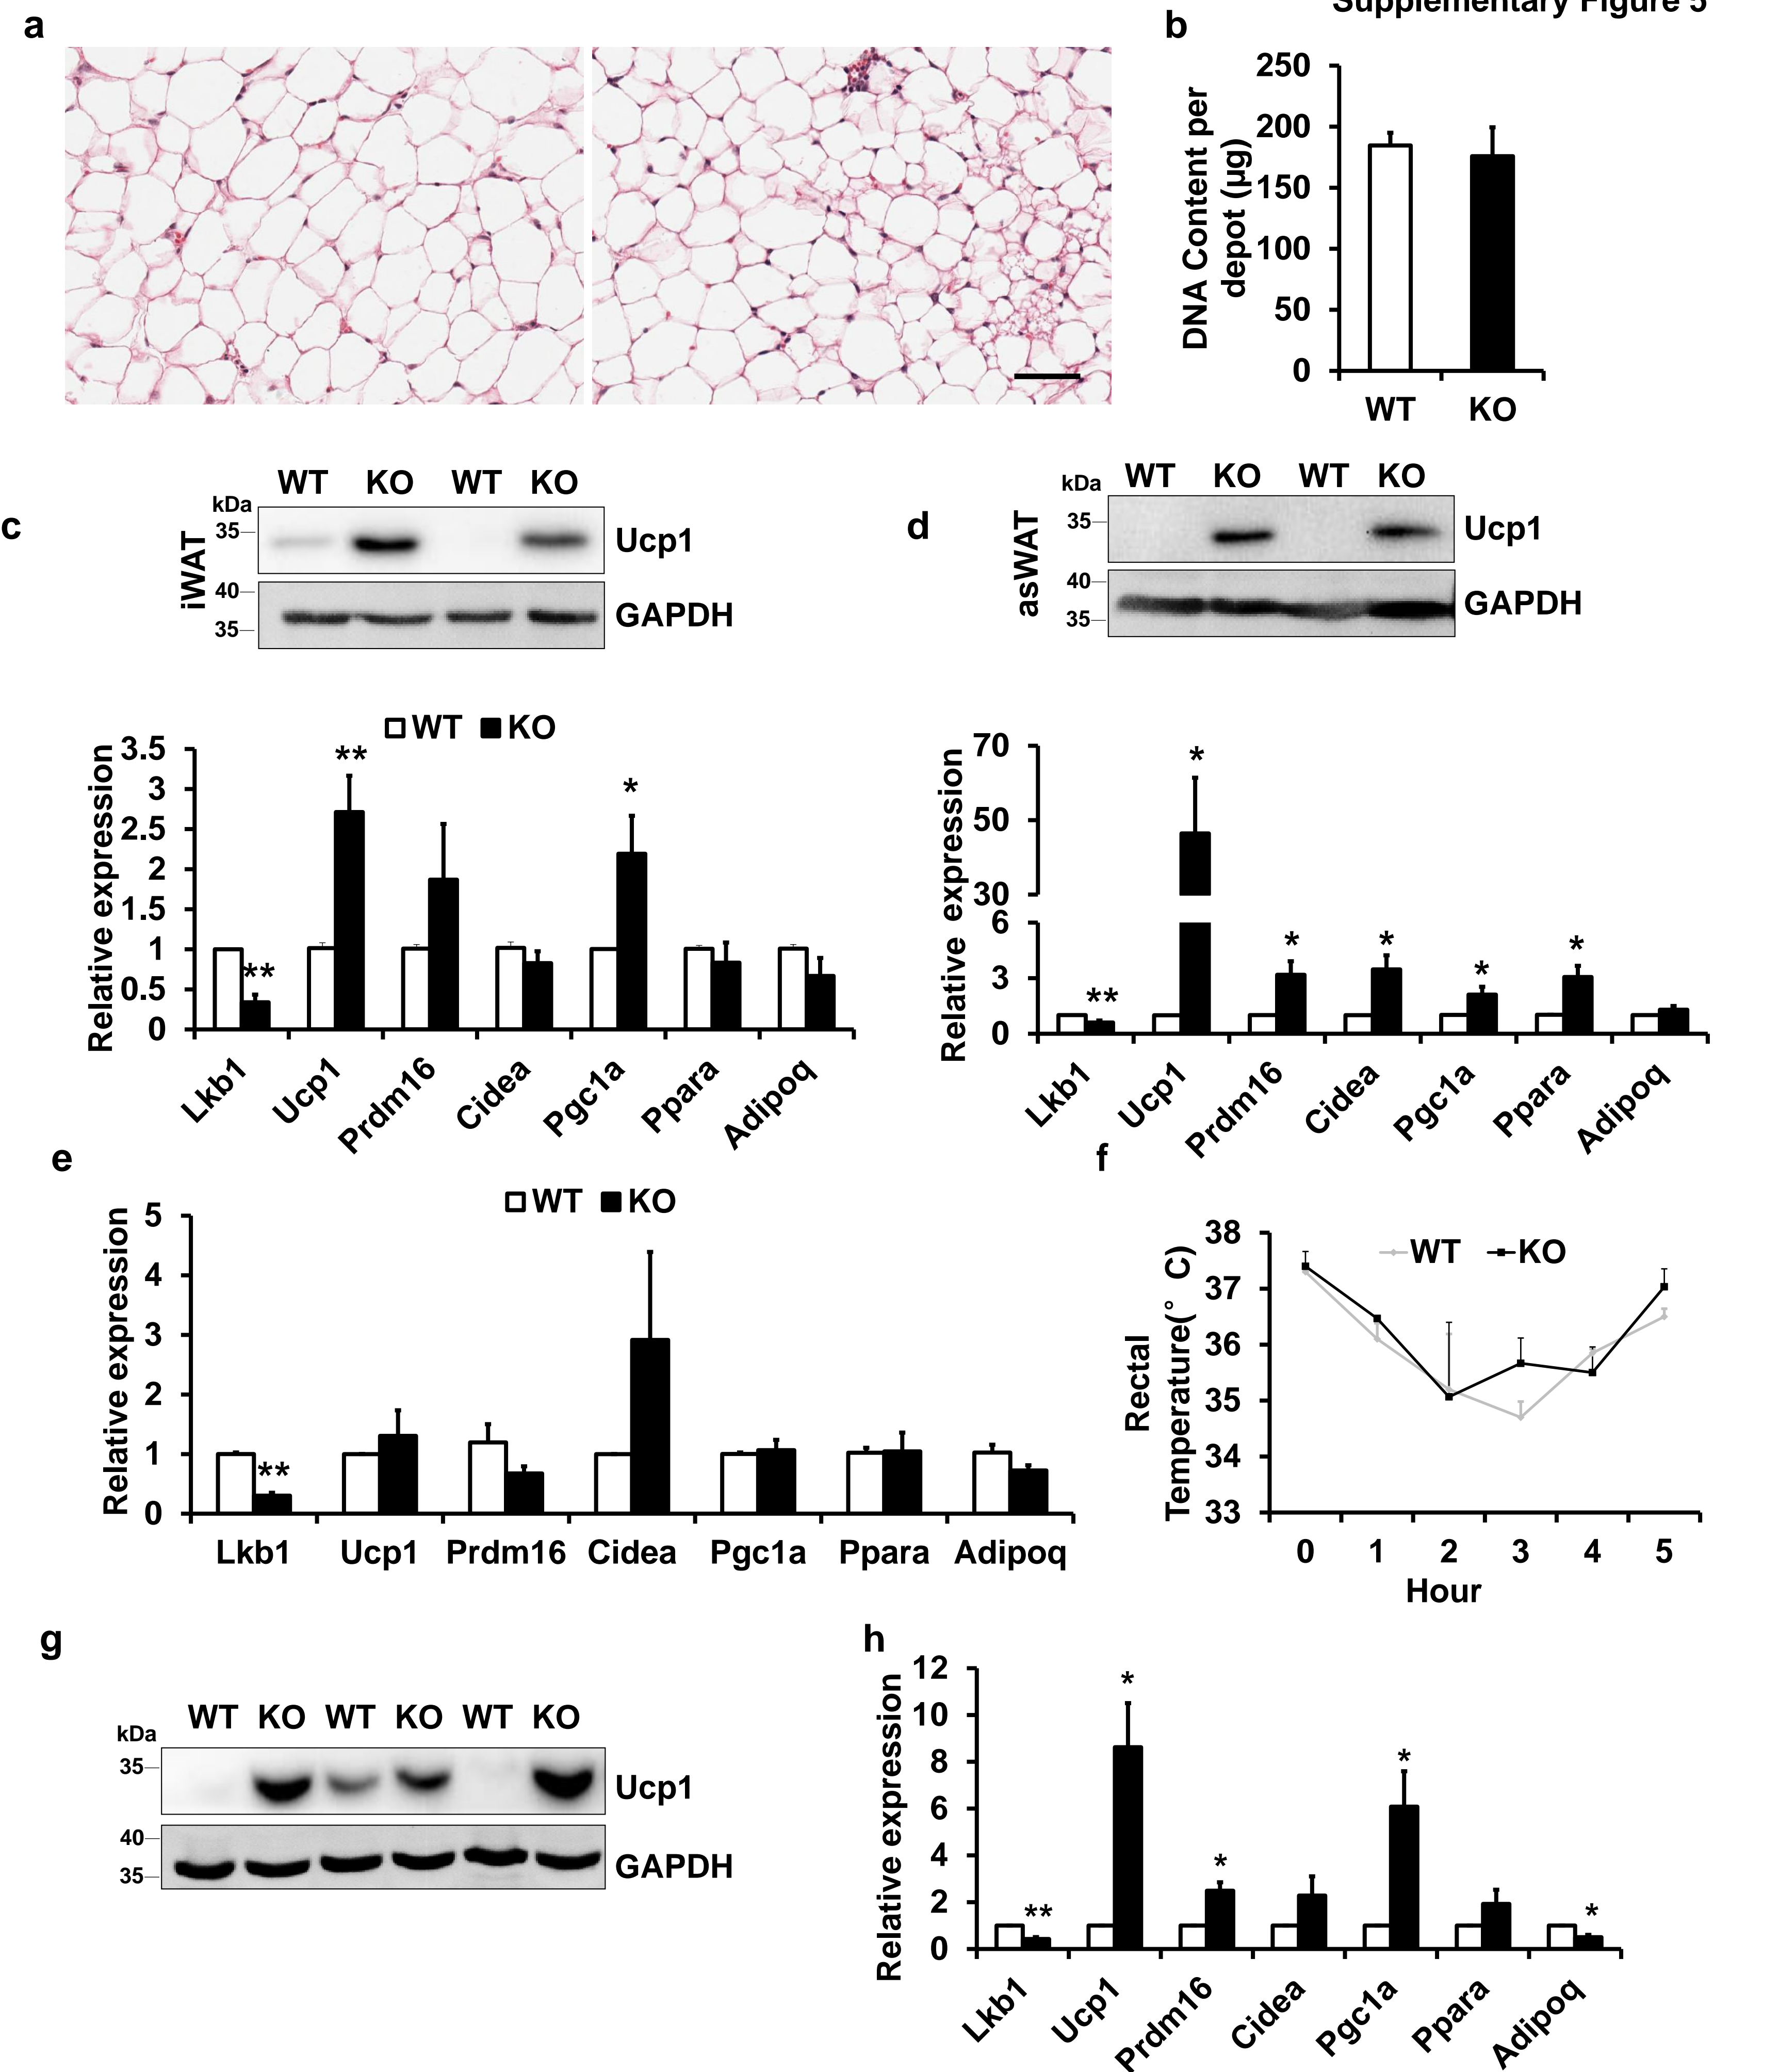 Supplementary Figure 5
a
b
250
200
150
100
50
0
DNA Content per
depot (µg)
WT KO
c
iWAT
WT KO WT KO
kDa
35
Ucp1
40
35
GAPDH
WT KO
Relative expression
3.5
3
2.5
2
1.5
1
0.5
0
** ** *
Lkb1 Ucp1 Prdm16 Cidea Pgc1a Ppara Adipoq
d
asWAT
WT KO WT KO
kDa
35
Ucp1
40
35
GAPDH
Relative expression
70
50
30
6
3
0
** * * * * *
Lkb1 Ucp1 Prdm16 Cidea Pgc1a Ppara Adipoq
e
WT KO
Relative expression
5
4
3
2
1
0
**
Lkb1 Ucp1 Prdm16 Cidea Pgc1a Ppara Adipoq
f
WT KO
Rectal
Temperature(° C)
38
37
36
35
34
33
0 1 2 3 4 5
Hour
g
WT KO WT KO WT KO
kDa
35
Ucp1
40
35
GAPDH
h
Relative expression
12
10
8
6
4
2
0
** * * * *
Lkb1 Ucp1 Prdm16 Cidea Pgc1a Ppara Adipoq